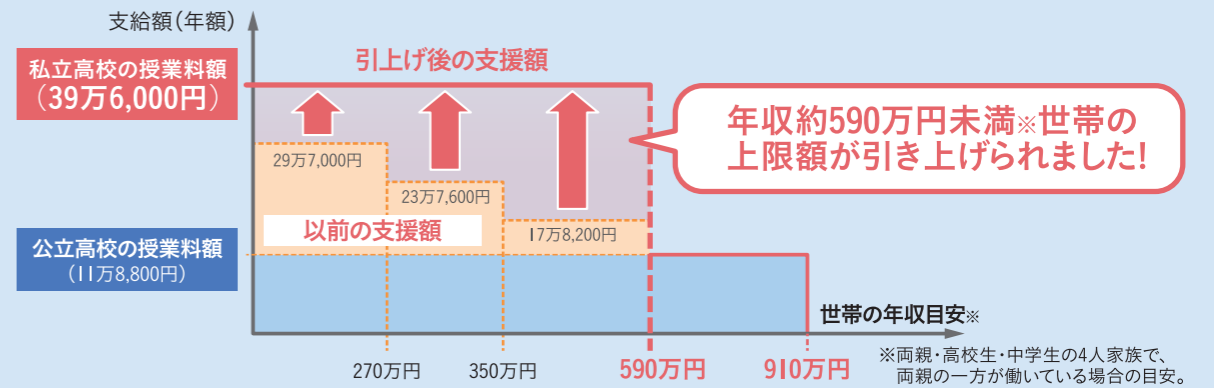 支給額（年額）
私立高校の授業料額
（39万6,000円）
引上げ後の支援額
年収約590万円未満※世帯の
上限額が引き上げられました！
29万7,000円
23万7,600円
17万8,200円
以前の支援額
公立高校の授業料額
（11万8,800円）
世帯の年収目安※
270万円
350万円
590万円
910万円
※両親・高校生・中学生の4人家族で、
両親の一方が働いている場合の目安。